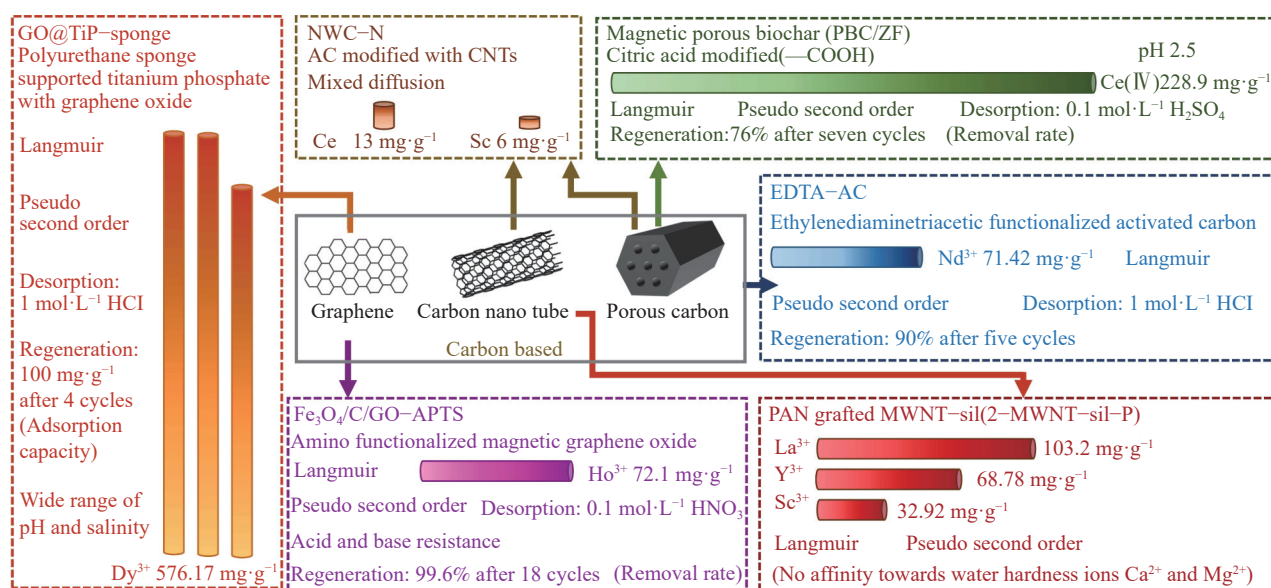 GO@TiP−sponge
Polyurethane sponge
supported titanium phosphate
with graphene oxide
Langmuir
Pseudo
second order
Desorption:
1 mol·L⁻¹ HCI
Regeneration:
100 mg·g⁻¹
after 4 cycles
(Adsorption
capacity)
Wide range of
pH and salinity
Dy³⁺ 576.17 mg·g⁻¹
NWC−N
AC modified with CNTs
Mixed diffusion
Ce 13 mg·g⁻¹ Sc 6 mg·g⁻¹
Magnetic porous biochar (PBC/ZF)
Citric acid modified(—COOH) pH 2.5
Ce(Ⅳ)228.9 mg·g⁻¹
Langmuir Pseudo second order Desorption: 0.1 mol·L⁻¹ H₂SO₄
Regeneration:76% after seven cycles (Removal rate)
Graphene Carbon nano tube Porous carbon
Carbon based
EDTA−AC
Ethylenediaminetriacetic functionalized activated carbon
Nd³⁺ 71.42 mg·g⁻¹ Langmuir
Pseudo second order Desorption: 1 mol·L⁻¹ HCI
Regeneration: 90% after five cycles
Fe₃O₄/C/GO−APTS
Amino functionalized magnetic graphene oxide
Langmuir Ho³⁺ 72.1 mg·g⁻¹
Pseudo second order Desorption: 0.1 mol·L⁻¹ HNO₃
Acid and base resistance
Regeneration: 99.6% after 18 cycles (Removal rate)
PAN grafted MWNT−sil(2−MWNT−sil−P)
La³⁺ 103.2 mg·g⁻¹
Y³⁺ 68.78 mg·g⁻¹
Sc³⁺ 32.92 mg·g⁻¹
Langmuir Pseudo second order
(No affinity towards water hardness ions Ca²⁺ and Mg²⁺)